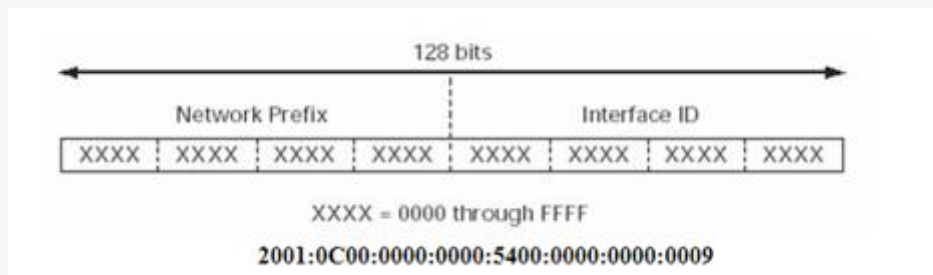 128 bits
Network Prefix Interface ID
XXXX XXXX XXXX XXXX XXXX XXXX XXXX XXXX
XXXX = 0000 through FFFF
2001:0C00:0000:0000:5400:0000:0000:0009